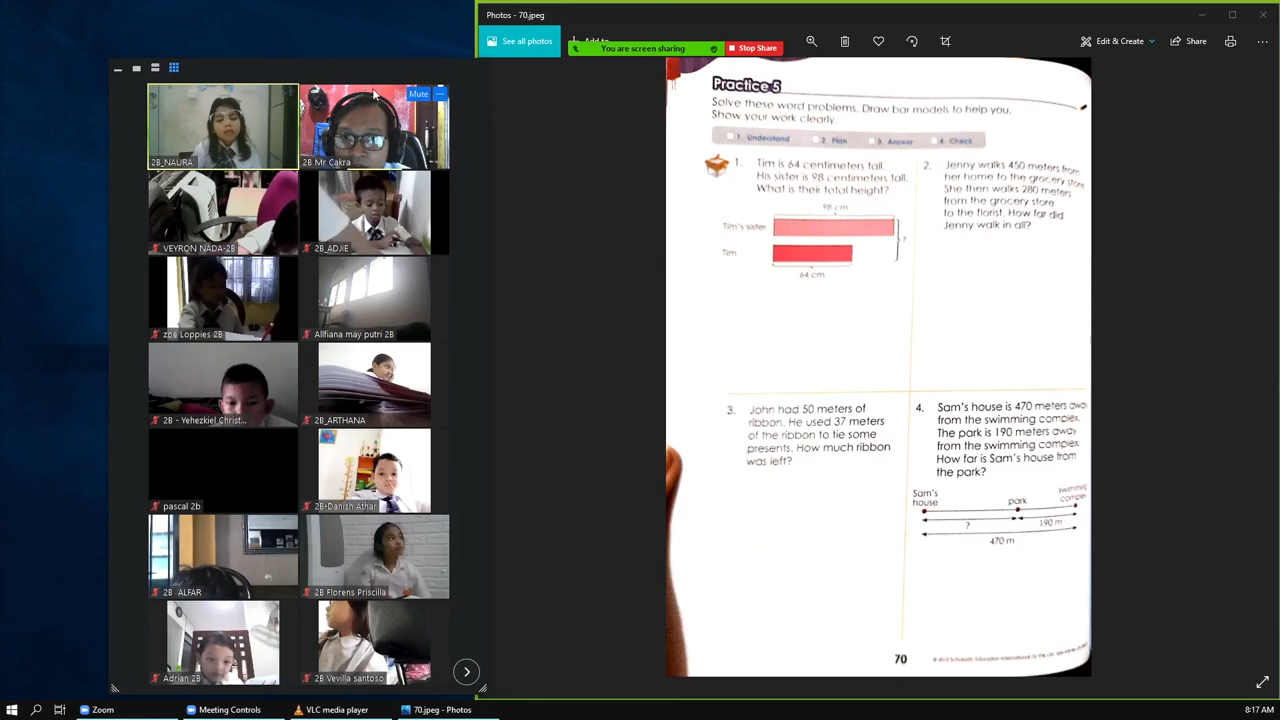 Photos - 70.jpeg
See all photos
Add to
You are screen sharing
Stop Share
Edit & Create
Share
2B_NAURA
Mute
2B Mr Cakra
VEYRON NADA-2B
2B_ADJIE
zoe Loppies 2B
Allfiana may putri 2B
2B - Yehezkiel Christ...
2B_ARTHANA
pascal 2b
2B-Danish Athar
2B_ALFAR
2B Florens Priscilla
Adrian 2B
2B Vevilla santoso
Practice 5
Solve these word problems. Draw bar models to help you.
Show your work clearly.
1. Understand 2. Plan 3. Answer 4. Check
1. Tim is 64 centimeters tall.
His sister is 98 centimeters tall.
What is their total height?
98 cm
Tim's sister
?
Tim
64 cm
2. Jenny walks 450 meters from
her home to the grocery store.
She then walks 280 meters
from the grocery store
to the florist. How far did
Jenny walk in all?
3. John had 50 meters of
ribbon. He used 37 meters
of the ribbon to tie some
presents. How much ribbon
was left?
4. Sam's house is 470 meters awa
from the swimming complex.
The park is 190 meters away
from the swimming complex.
How far is Sam's house from
the park?
Sam's
house
park
swimming
complex
?
190 m
470 m
70
Zoom
Meeting Controls
VLC media player
70.jpeg - Photos
8:17 AM